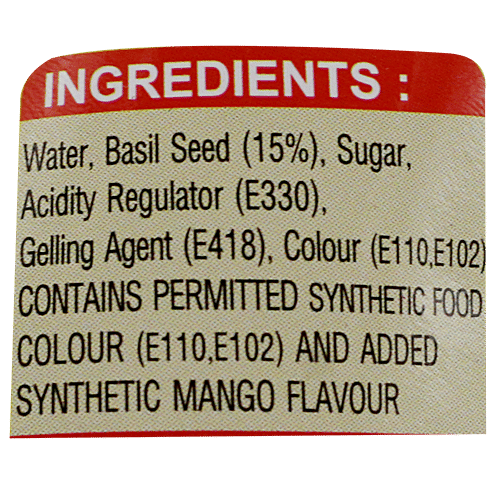 INGREDIENTS :
Water, Basil Seed (15%), Sugar,
Acidity Regulator (E330),
Gelling Agent (E418), Colour (E110,E102)
CONTAINS PERMITTED SYNTHETIC FOOD
COLOUR (E110,E102) AND ADDED
SYNTHETIC MANGO FLAVOUR